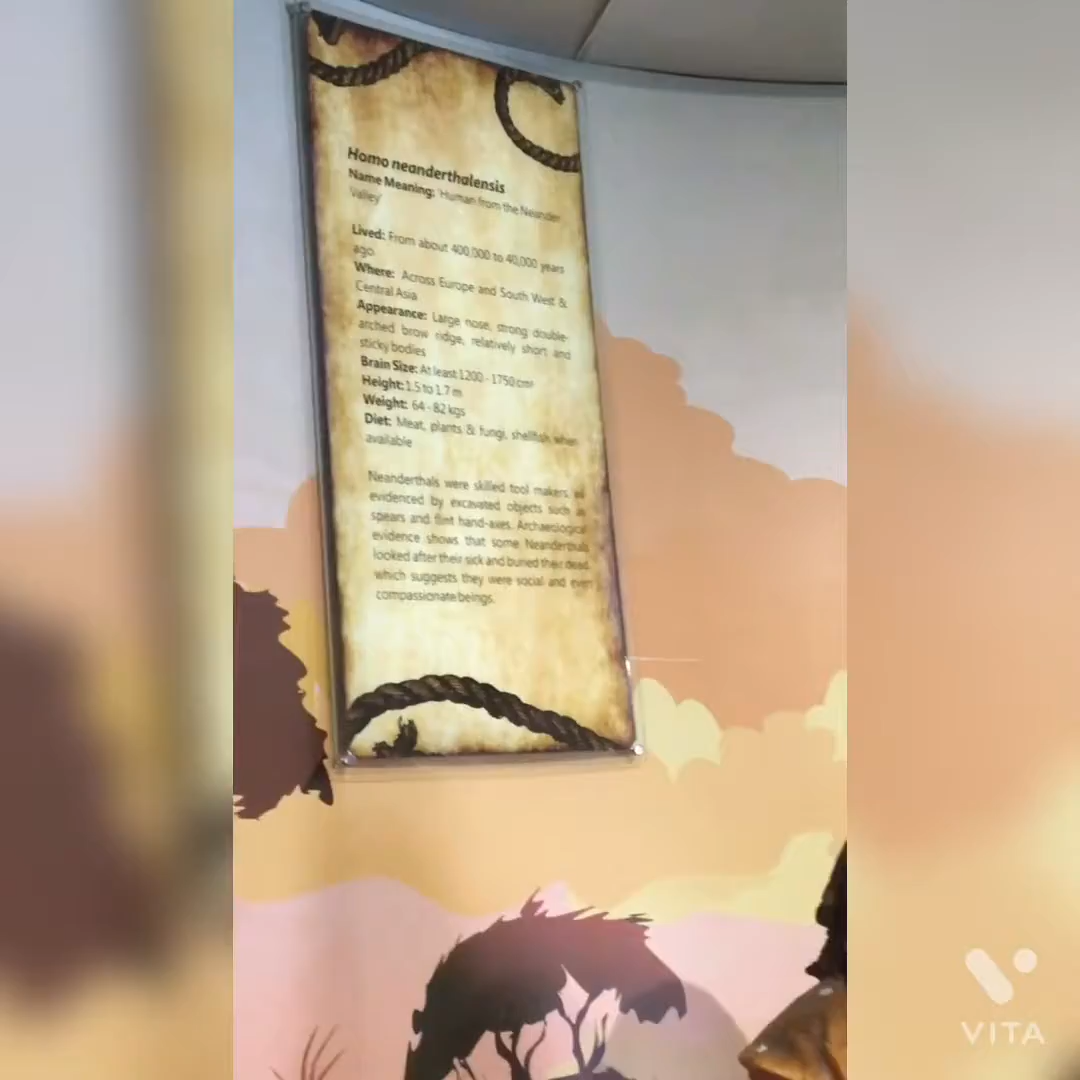 Homo neanderthalensis
Name Meaning: 'Human from the Neander
Valley'
Lived: From about 400,000 to 40,000 years
ago.
Where: Across Europe and South West &
Central Asia
Appearance: Large nose, strong double-
arched brow ridge, relatively short and
sticky bodies
Brain Size: At least 1200 - 1750 cm³
Height: 1.5 to 1.7 m
Weight: 64 - 82 kgs
Diet: Meat, plants & fungi, shellfish when
available
Neanderthals were skilled tool makers as
evidenced by excavated objects such as
spears and flint hand-axes. Archaeological
evidence shows that some Neanderthals
looked after their sick and buried their dead
which suggests they were social and even
compassionate beings.
VITA